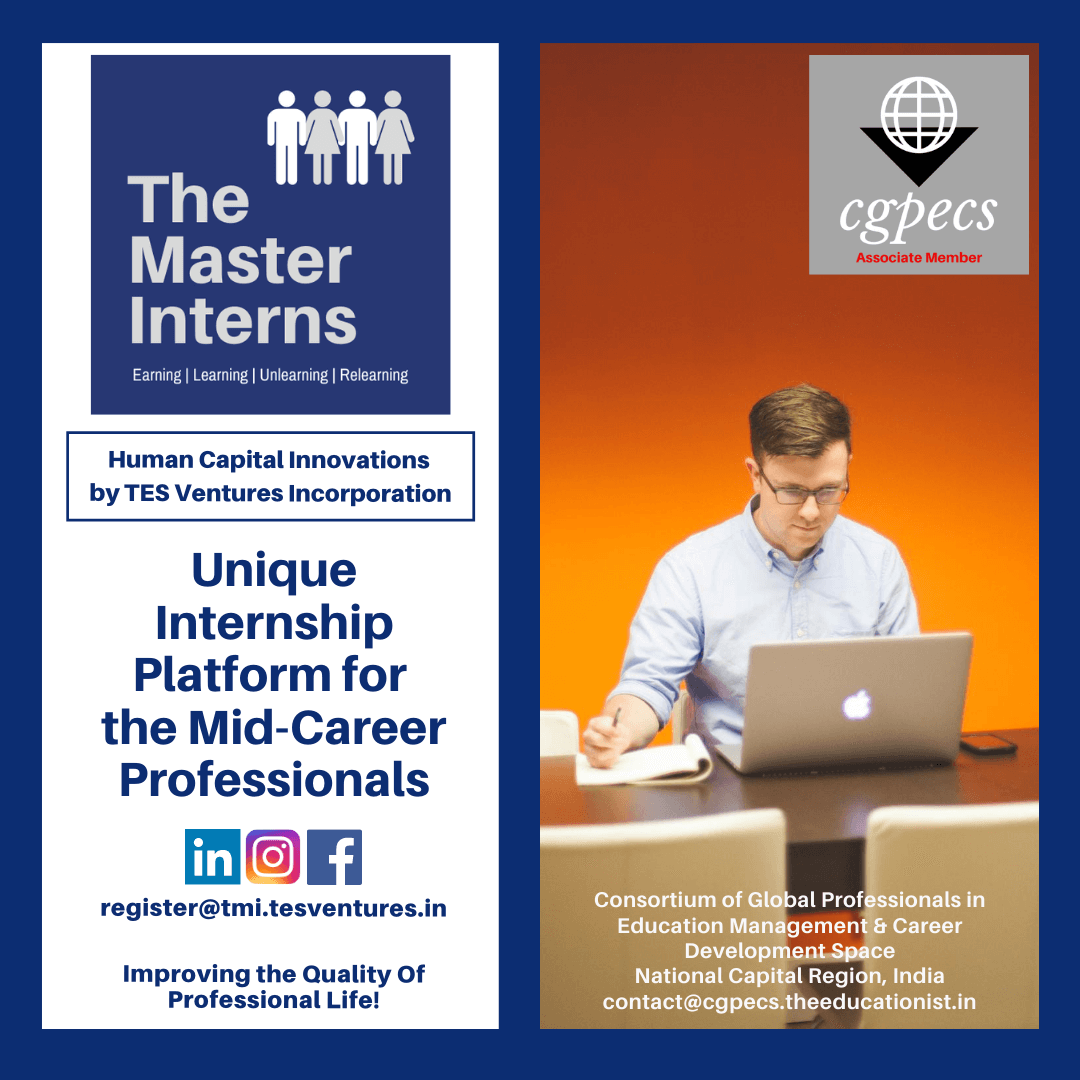 The
Master
Interns
Earning | Learning | Unlearning | Relearning
Human Capital Innovations
by TES Ventures Incorporation
Unique
Internship
Platform for
the Mid-Career
Professionals
in
f
register@tmi.tesventures.in
Improving the Quality Of
Professional Life!
cgpecs
Associate Member
Consortium of Global Professionals in
Education Management & Career
Development Space
National Capital Region, India
contact@cgpecs.theeducationist.in